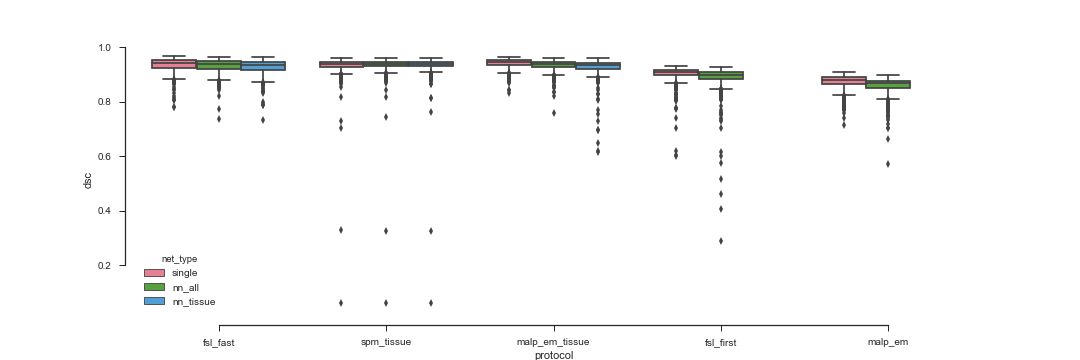 1.0
0.8
0.6
0.4
0.2
dsc
net_type
single
nn_all
nn_tissue
fsl_fast spm_tissue malp_em_tissue fsl_first malp_em
protocol